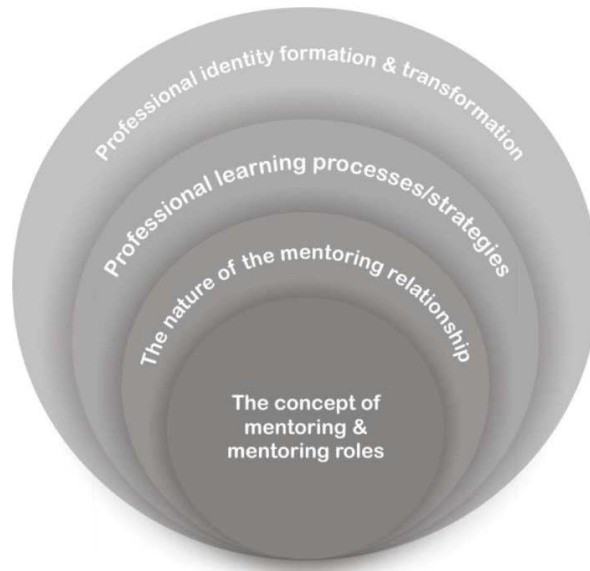 Professional identity formation & transformation
Professional learning processes/strategies
The nature of the mentoring relationship
The concept of
mentoring &
mentoring roles